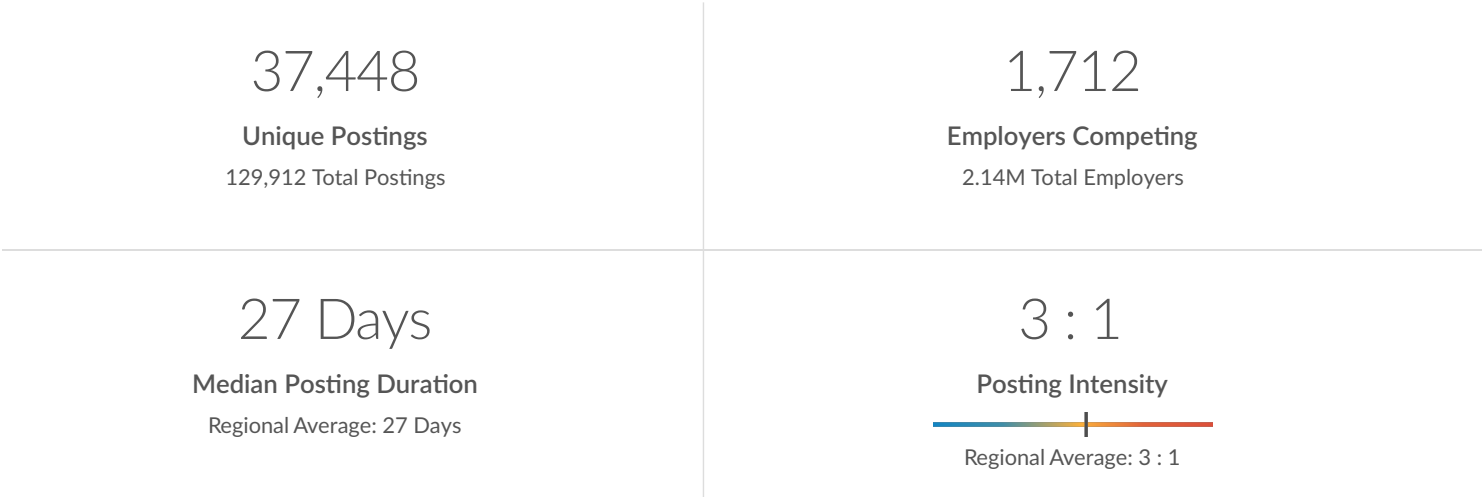 37,448
Unique Postings
129,912 Total Postings
1,712
Employers Competing
2.14M Total Employers
27 Days
Median Posting Duration
Regional Average: 27 Days
3 : 1
Posting Intensity
Regional Average: 3 : 1